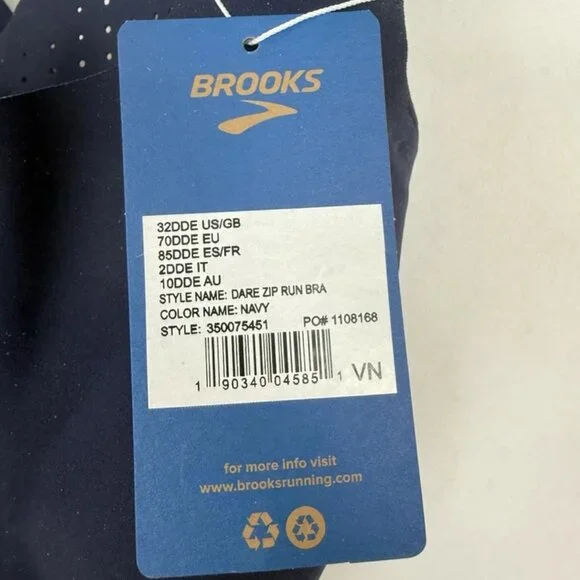 BROOKS
32DDE US/GB
70DDE EU
85DDE ES/FR
2DDE IT
10DDE AU
STYLE NAME: DARE ZIP RUN BRA
COLOR NAME: NAVY
STYLE: 350075451 PO# 1108168
1 90340 04585 1 VN
for more info visit
www.brooksrunning.com